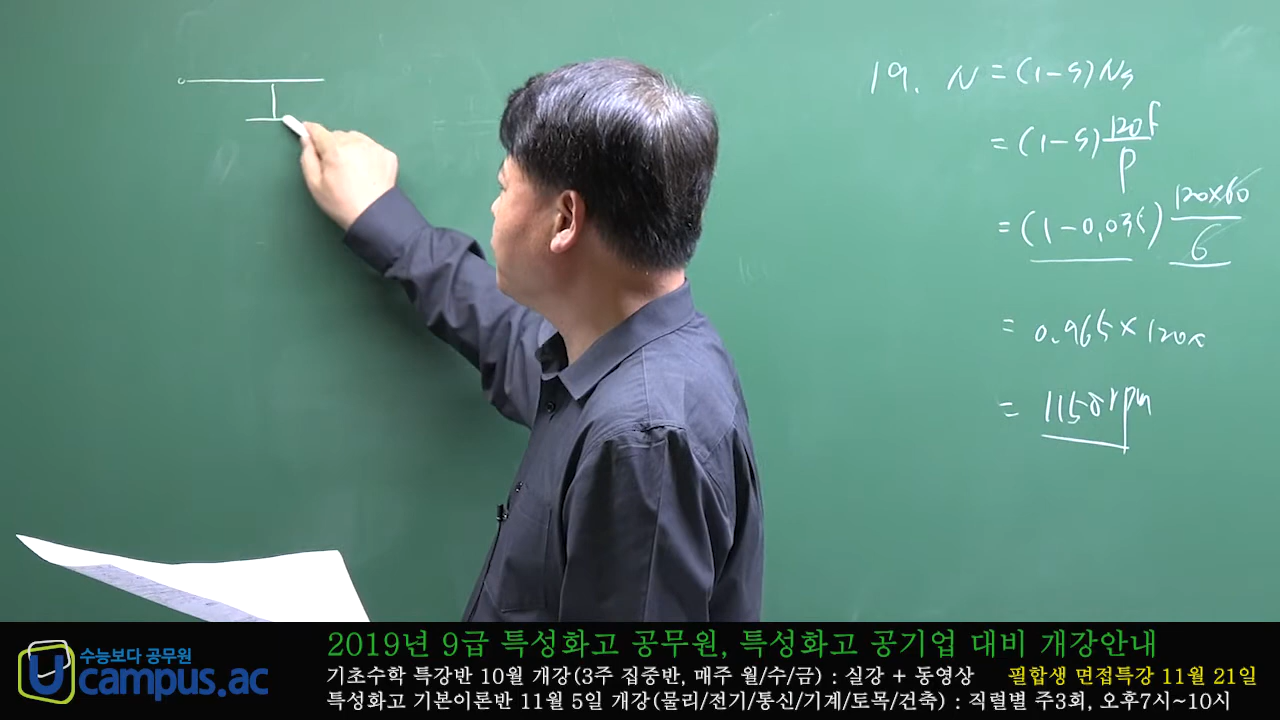 19. N = (1-s)Ns
= (1-s) 120f / P
= (1-0.035) 120×60 / 6
= 0.965 × 120
= 1158rpm
수능보다 공무원
Ucampus.ac
2019년 9급 특성화고 공무원, 특성화고 공기업 대비 개강안내
기초수학 특강반 10월 개강(3주 집중반, 매주 월/수/금) : 실강 + 동영상 필합생 면접특강 11월 21일
특성화고 기본이론반 11월 5일 개강(물리/전기/통신/기계/토목/건축) : 직렬별 주3회, 오후7시~10시